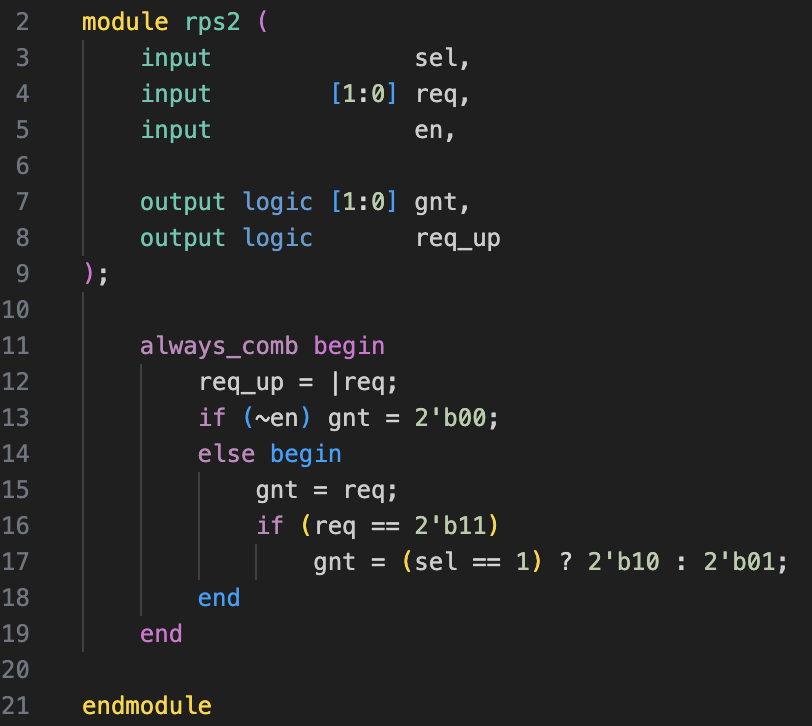 2 module rps2 (
3 input sel,
4 input [1:0] req,
5 input en,
6
7 output logic [1:0] gnt,
8 output logic req_up
9 );
10
11 always_comb begin
12 req_up = |req;
13 if (~en) gnt = 2'b00;
14 else begin
15 gnt = req;
16 if (req == 2'b11)
17 gnt = (sel == 1) ? 2'b10 : 2'b01;
18 end
19 end
20
21 endmodule